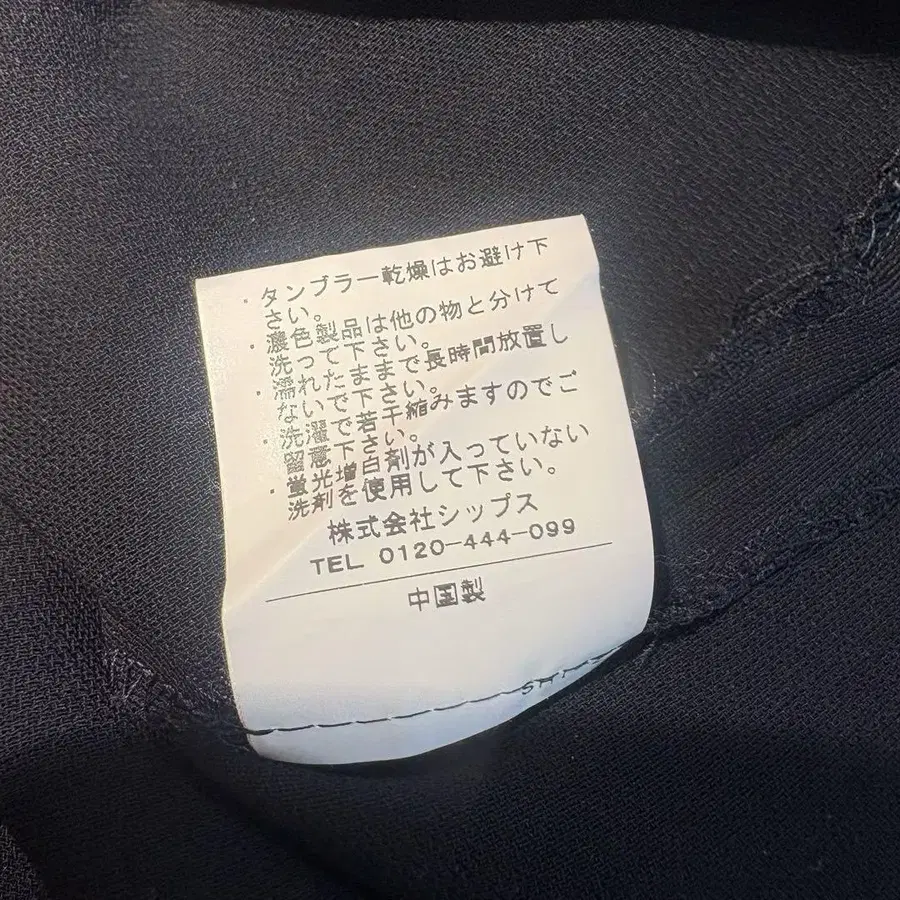 ・タンブラー乾燥はお避け下
さい。
・濃色製品は他の物と分けて
洗って下さい。
・濡れたままで長時間放置し
ないで下さい。
・洗濯で若干縮みますのでご
留意下さい。
・蛍光増白剤が入っていない
洗剤を使用して下さい。
株式会社シップス
TEL 0120-444-099
中国製